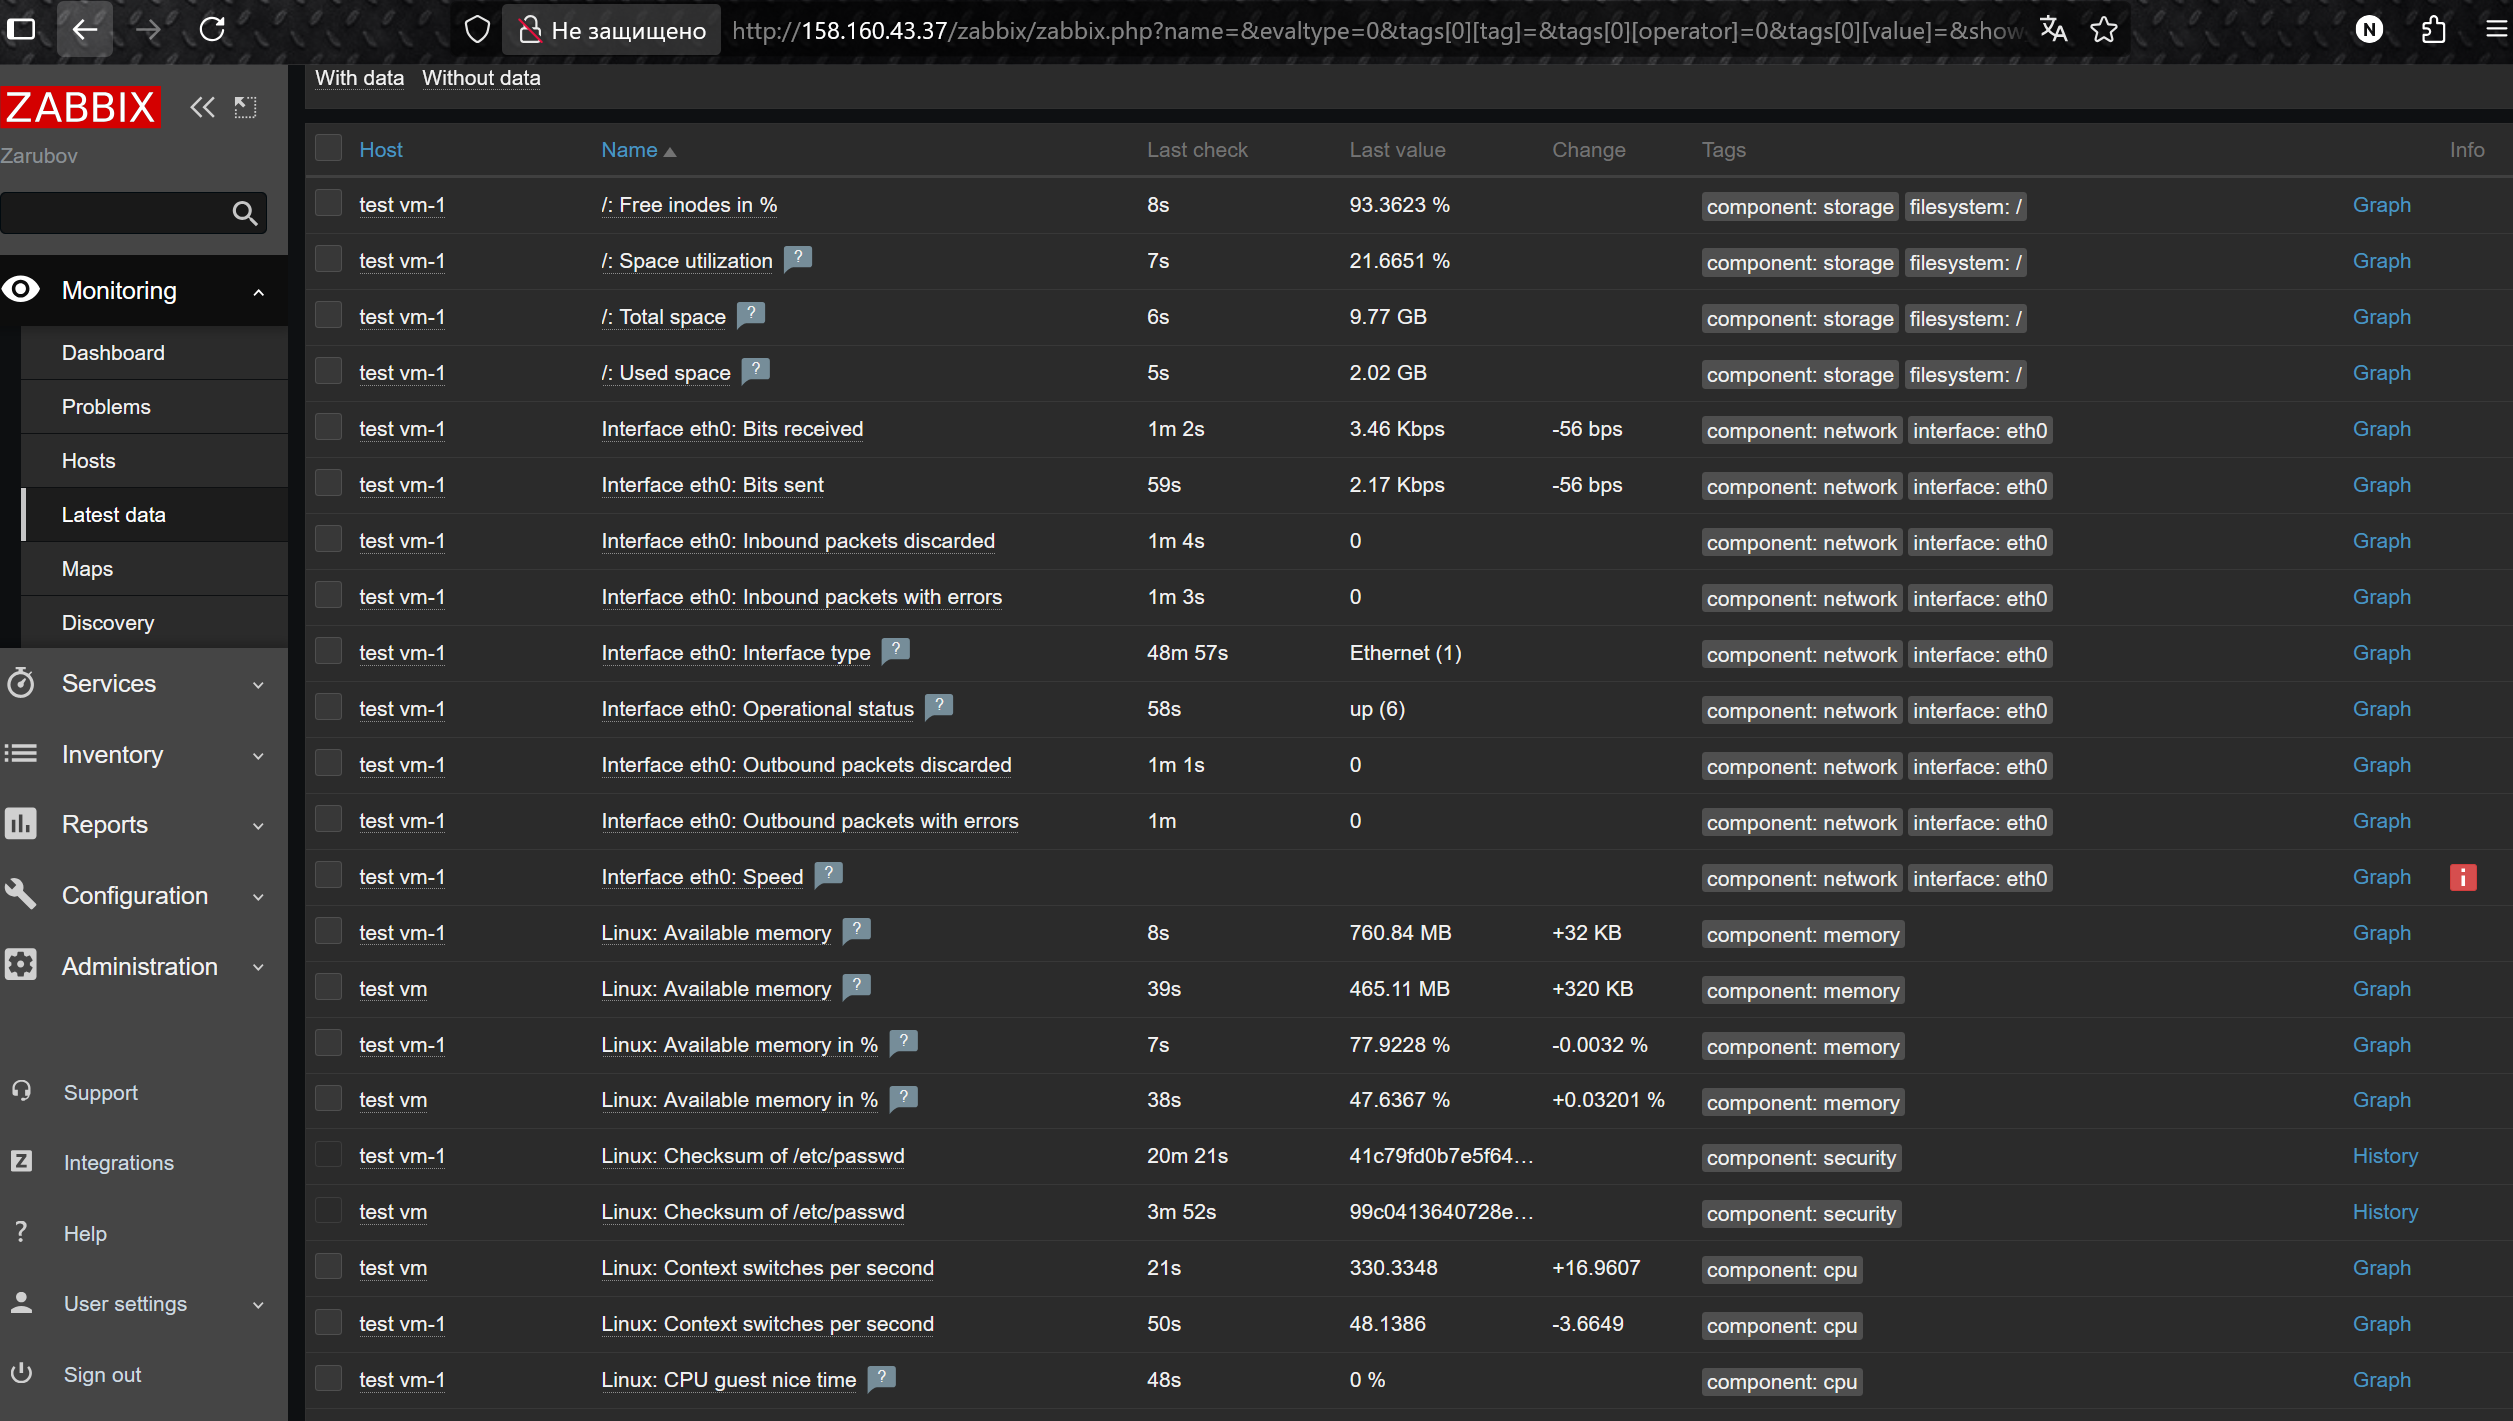 Не защищено http://158.160.43.37/zabbix/zabbix.php?name=&evaltype=0&tags[0][tag]=&tags[0][operator]=0&tags[0][value]=&show N
With data Without data
ZABBIX
Zarubov
Monitoring
Dashboard
Problems
Hosts
Latest data
Maps
Discovery
Services
Inventory
Reports
Configuration
Administration
Support
Z Integrations
? Help
User settings
Sign out
Host Name Last check Last value Change Tags Info
test vm-1 /: Free inodes in % 8s 93.3623 % component: storage filesystem: / Graph
test vm-1 /: Space utilization ? 7s 21.6651 % component: storage filesystem: / Graph
test vm-1 /: Total space ? 6s 9.77 GB component: storage filesystem: / Graph
test vm-1 /: Used space ? 5s 2.02 GB component: storage filesystem: / Graph
test vm-1 Interface eth0: Bits received 1m 2s 3.46 Kbps -56 bps component: network interface: eth0 Graph
test vm-1 Interface eth0: Bits sent 59s 2.17 Kbps -56 bps component: network interface: eth0 Graph
test vm-1 Interface eth0: Inbound packets discarded 1m 4s 0 component: network interface: eth0 Graph
test vm-1 Interface eth0: Inbound packets with errors 1m 3s 0 component: network interface: eth0 Graph
test vm-1 Interface eth0: Interface type ? 48m 57s Ethernet (1) component: network interface: eth0 Graph
test vm-1 Interface eth0: Operational status ? 58s up (6) component: network interface: eth0 Graph
test vm-1 Interface eth0: Outbound packets discarded 1m 1s 0 component: network interface: eth0 Graph
test vm-1 Interface eth0: Outbound packets with errors 1m 0 component: network interface: eth0 Graph
test vm-1 Interface eth0: Speed ? component: network interface: eth0 Graph i
test vm-1 Linux: Available memory ? 8s 760.84 MB +32 KB component: memory Graph
test vm Linux: Available memory ? 39s 465.11 MB +320 KB component: memory Graph
test vm-1 Linux: Available memory in % ? 7s 77.9228 % -0.0032 % component: memory Graph
test vm Linux: Available memory in % ? 38s 47.6367 % +0.03201 % component: memory Graph
test vm-1 Linux: Checksum of /etc/passwd 20m 21s 41c79fd0b7e5f64... component: security History
test vm Linux: Checksum of /etc/passwd 3m 52s 99c0413640728e... component: security History
test vm Linux: Context switches per second 21s 330.3348 +16.9607 component: cpu Graph
test vm-1 Linux: Context switches per second 50s 48.1386 -3.6649 component: cpu Graph
test vm-1 Linux: CPU guest nice time ? 48s 0 % component: cpu Graph